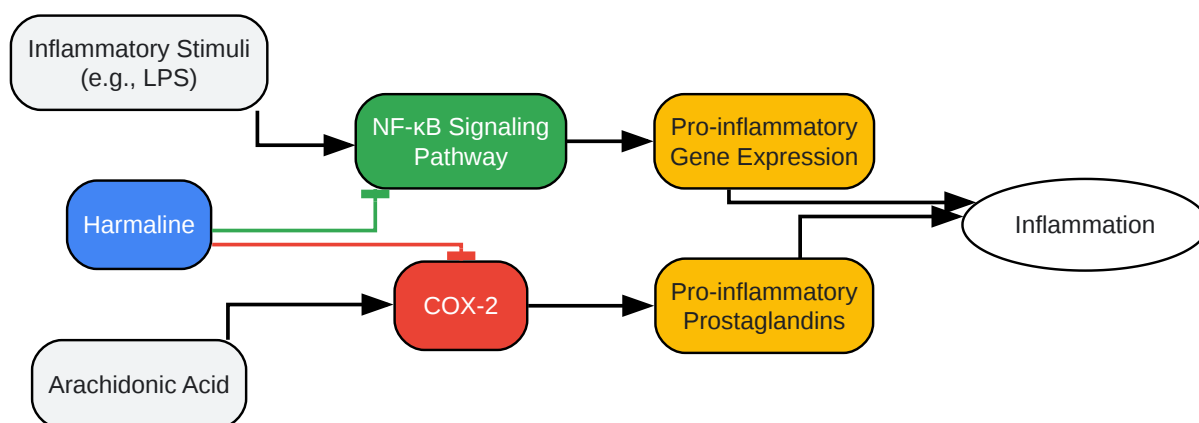 Inflammatory Stimuli
(e.g., LPS)
NF-κB Signaling
Pathway
Pro-inflammatory
Gene Expression
Harmaline
Inflammation
COX-2
Pro-inflammatory
Prostaglandins
Arachidonic Acid